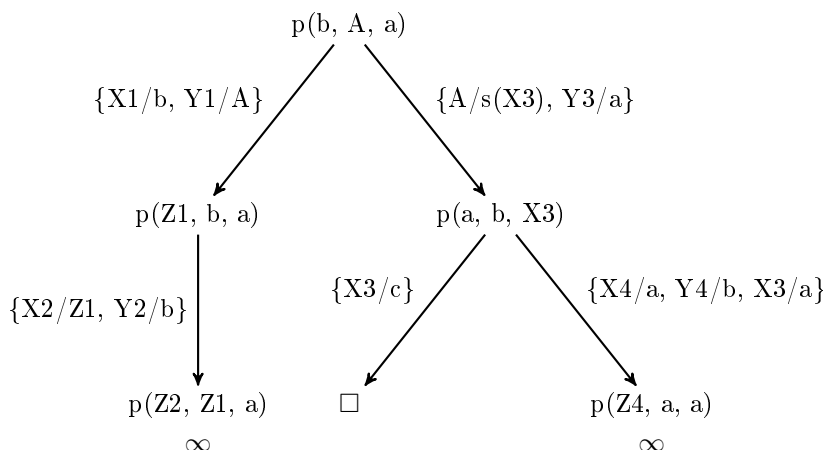 p(b, A, a)
{X1/b, Y1/A}
{A/s(X3), Y3/a}
p(Z1, b, a)
p(a, b, X3)
{X2/Z1, Y2/b}
{X3/c}
{X4/a, Y4/b, X3/a}
p(Z2, Z1, a)
□
p(Z4, a, a)
∞
∞